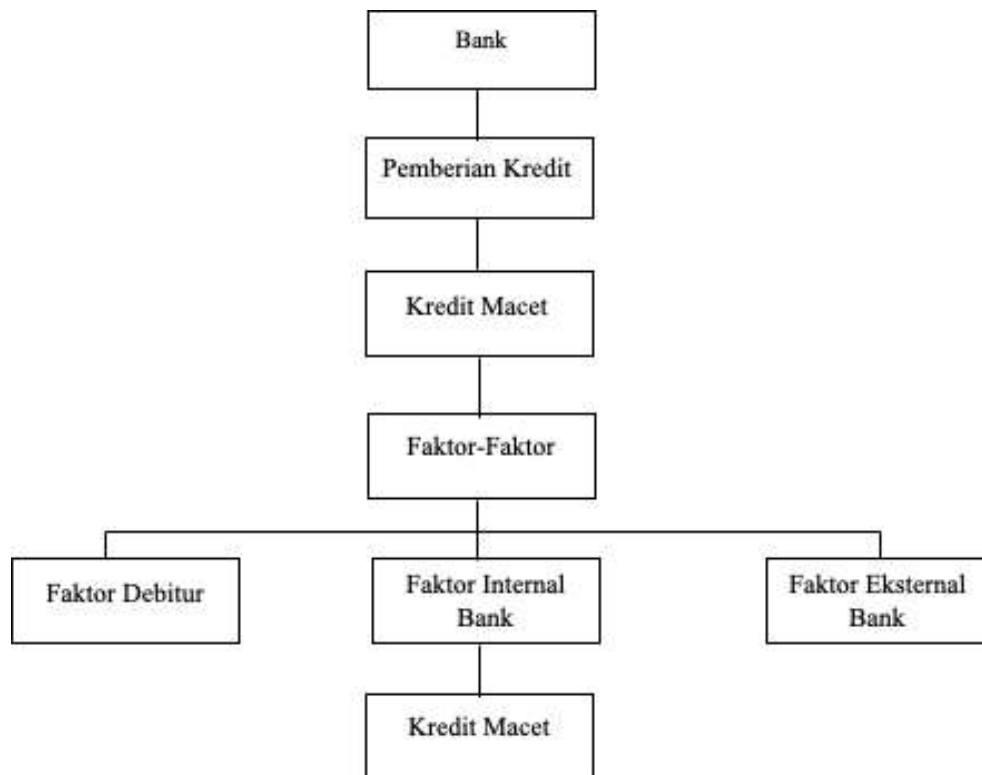 Bank
Pemberian Kredit
Kredit Macet
Faktor-Faktor
Faktor Debitur
Faktor Internal
Bank
Faktor Eksternal
Bank
Kredit Macet